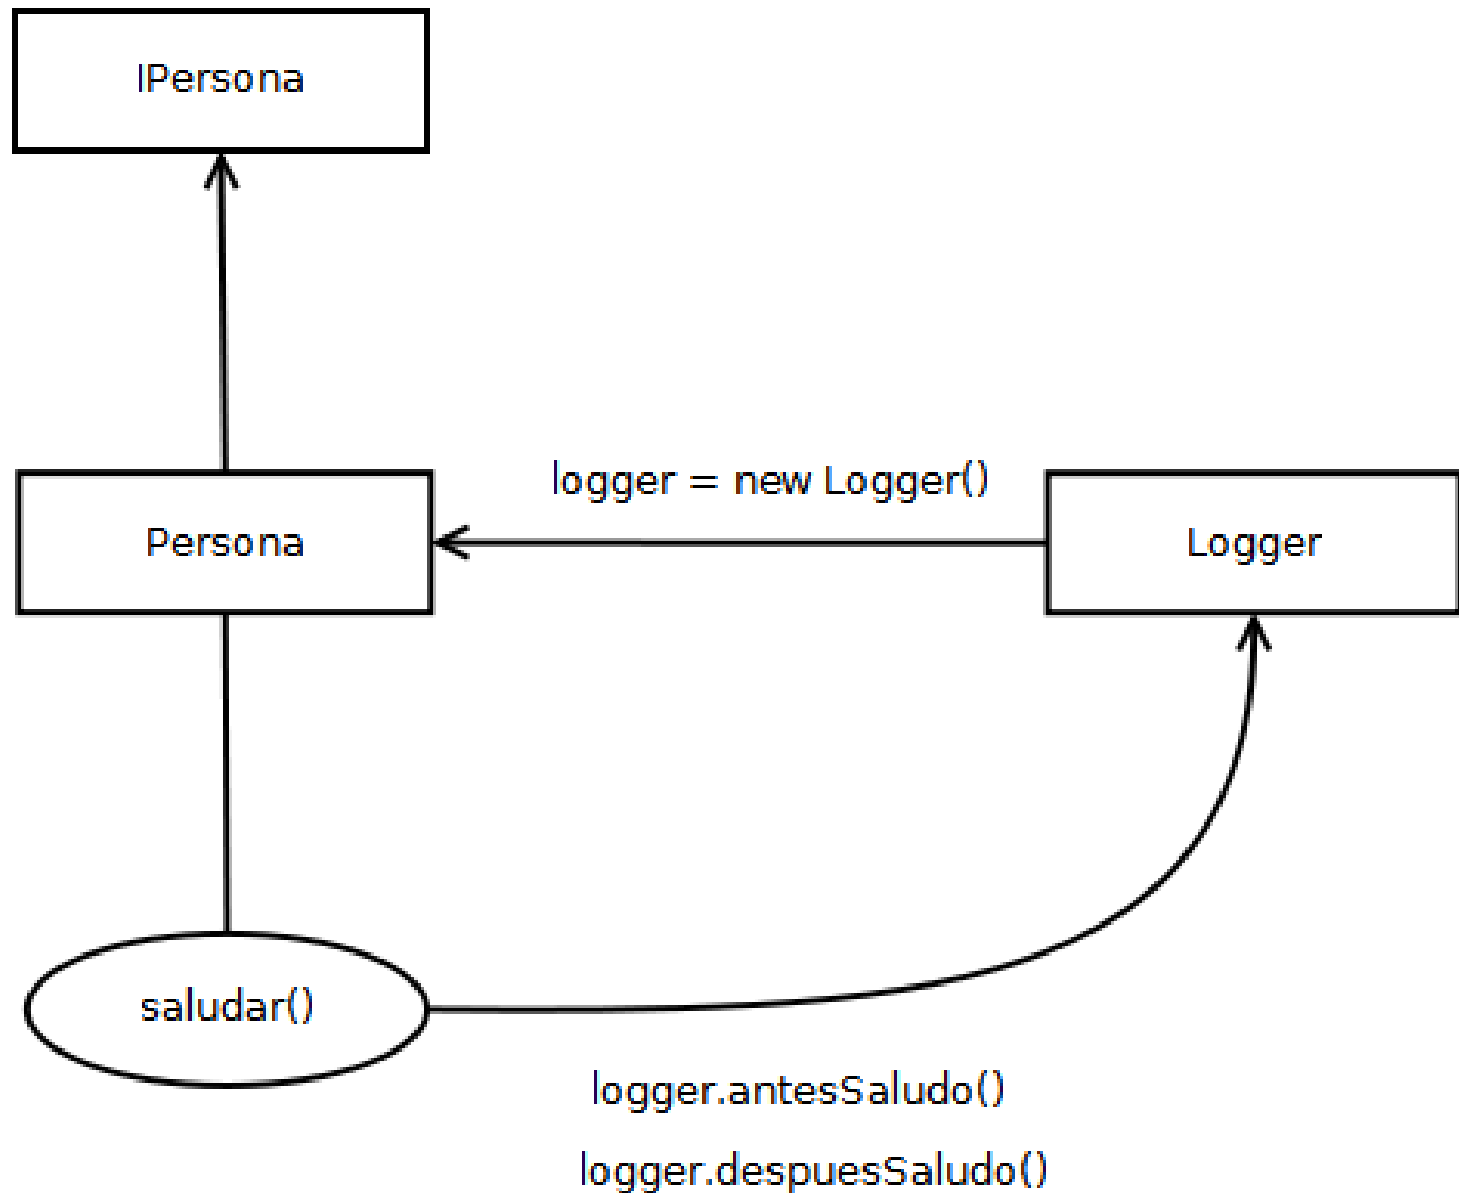 IPersona
logger = new Logger()
Persona
Logger
saludar()
logger.antesSaludo()
logger.despuesSaludo()